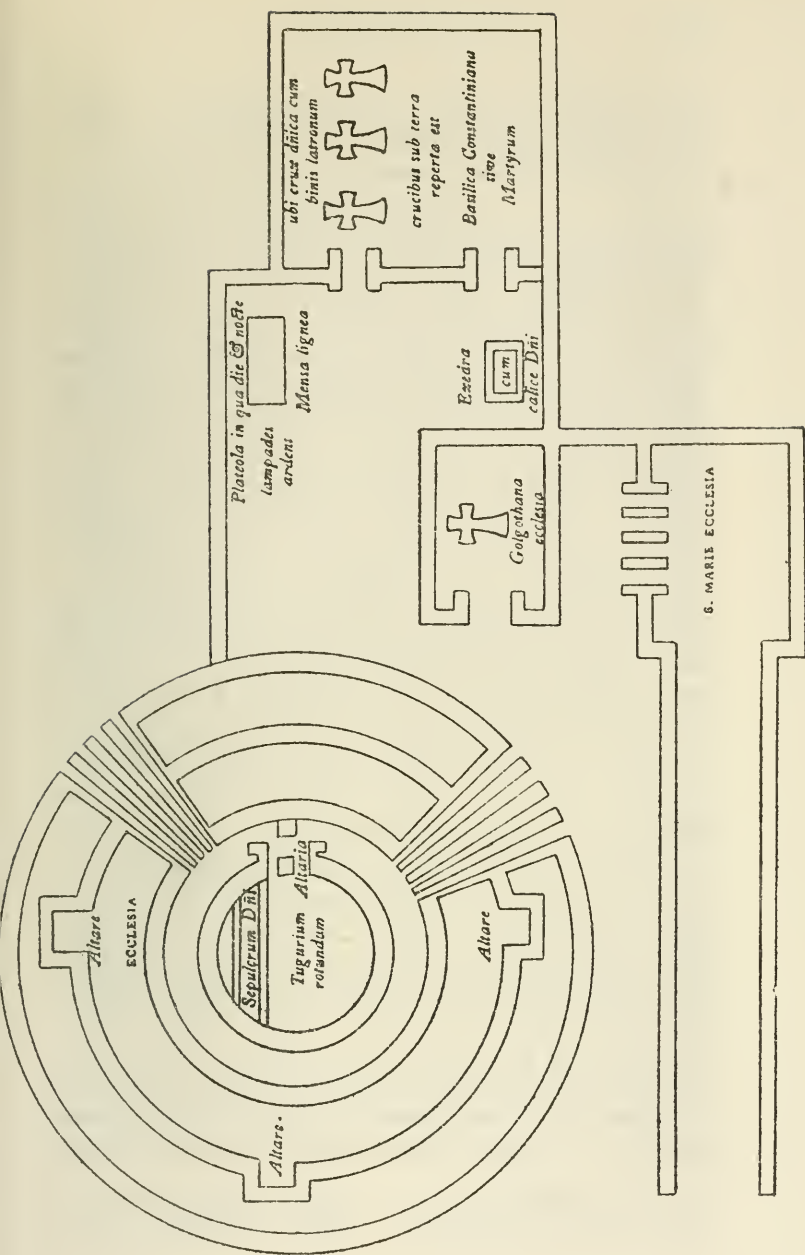 ubi crux dñica cum
binis latronum
crucibus sub terra
reperta est
Basilica Constantiniana
sive
Martyrum
Plateola in qua die & nocte
lampades
ardent
Mensa lignea
Exedra
cum
calice Dñi
Golgothana
ecclesia
S. MARIE ECCLESIA
Altare
ECCLESIA
Sepulcrum Dñi
Tugurium
rotundum
Altaria
Altare
Altare.